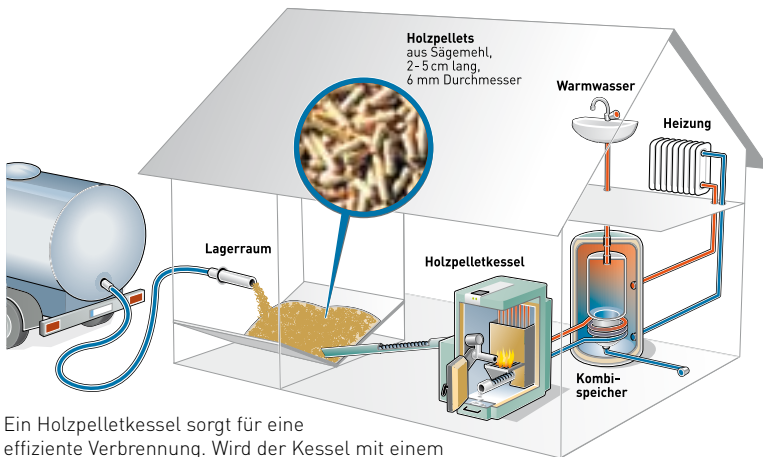 Holzpellets
aus Sägemehl,
2-5 cm lang,
6 mm Durchmesser
Warmwasser
Heizung
Lagerraum
Holzpelletkessel
Kombi-
speicher
Ein Holzpelletkessel sorgt für eine
effiziente Verbrennung. Wird der Kessel mit einem